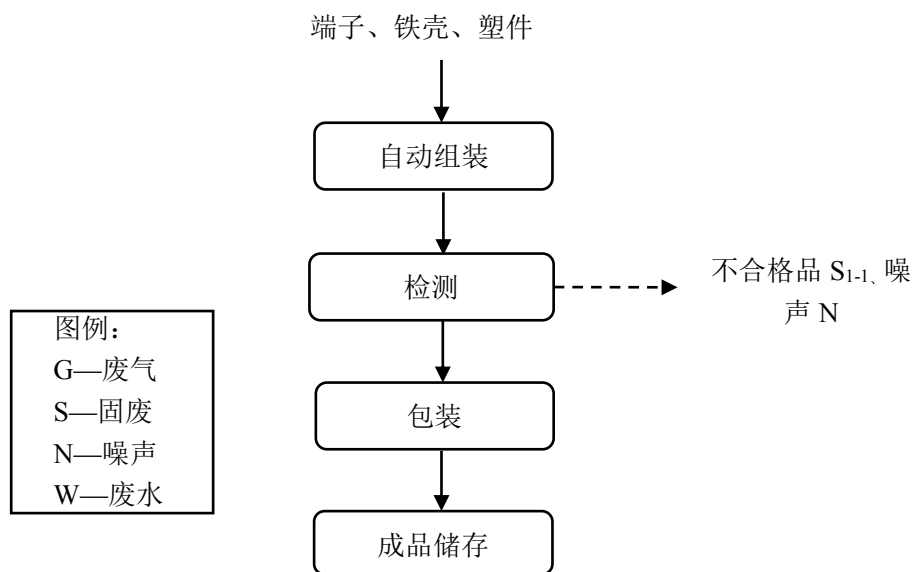 端子、铁壳、塑件
自动组装
检测
不合格品 S1-1、噪
声 N
图例：
G—废气
S—固废
N—噪声
W—废水
包装
成品储存